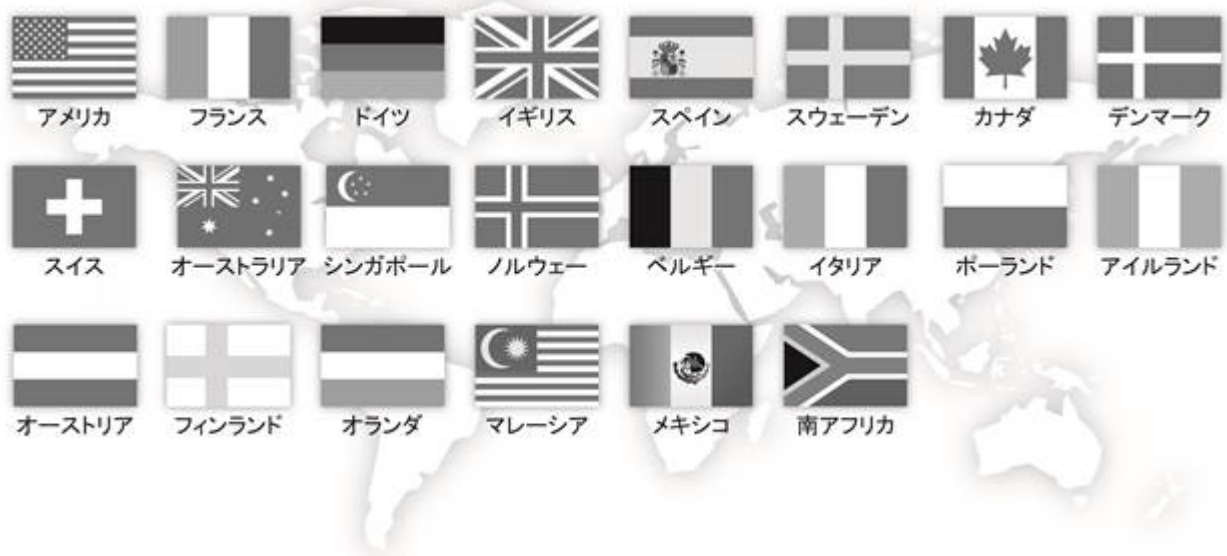 アメリカ フランス ドイツ イギリス スペイン スウェーデン カナダ デンマーク
スイス オーストラリア シンガポール ノルウェー ベルギー イタリア ポーランド アイルランド
オーストリア フィンランド オランダ マレーシア メキシコ 南アフリカ